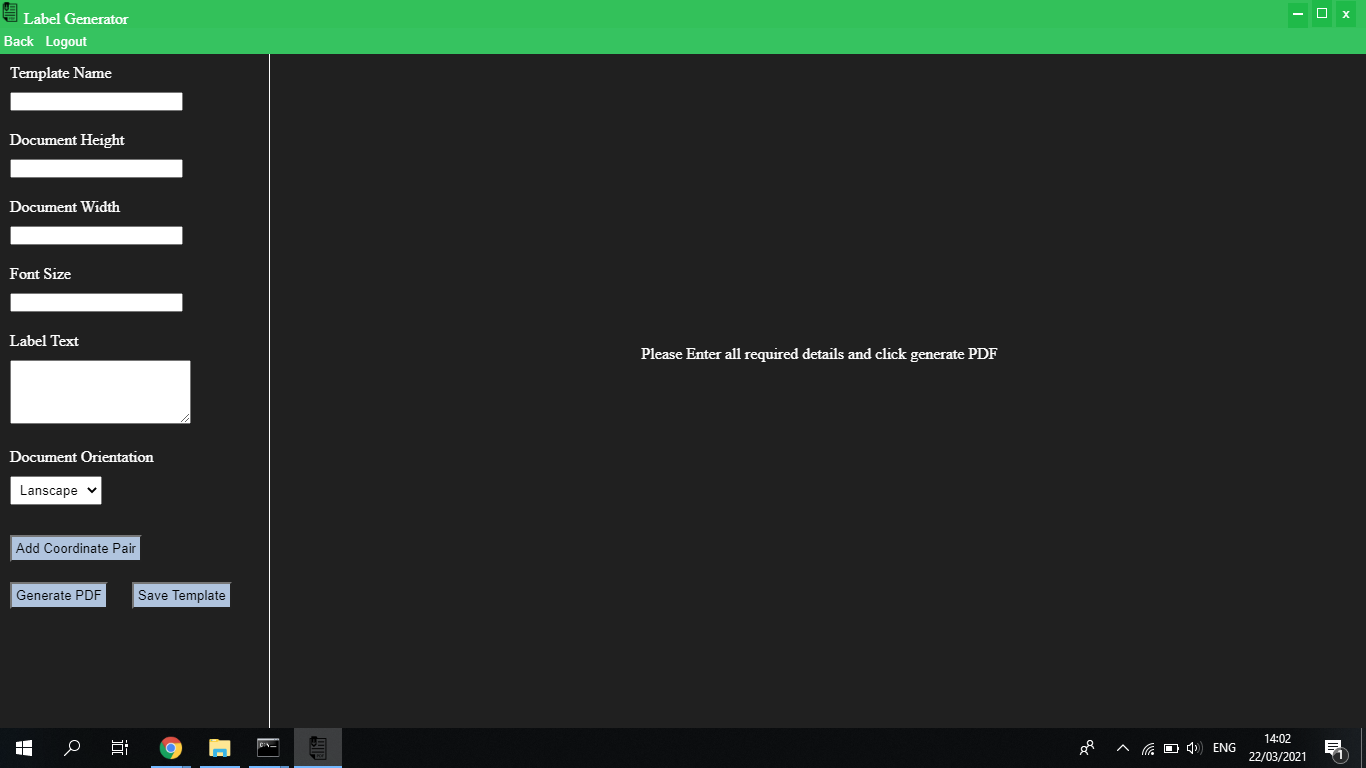 Label Generator
x
Back Logout
Template Name
Document Height
Document Width
Font Size
Label Text
Please Enter all required details and click generate PDF
Document Orientation
Lanscape
Add Coordinate Pair
Generate PDF Save Template
ENG
14:02
22/03/2021
1